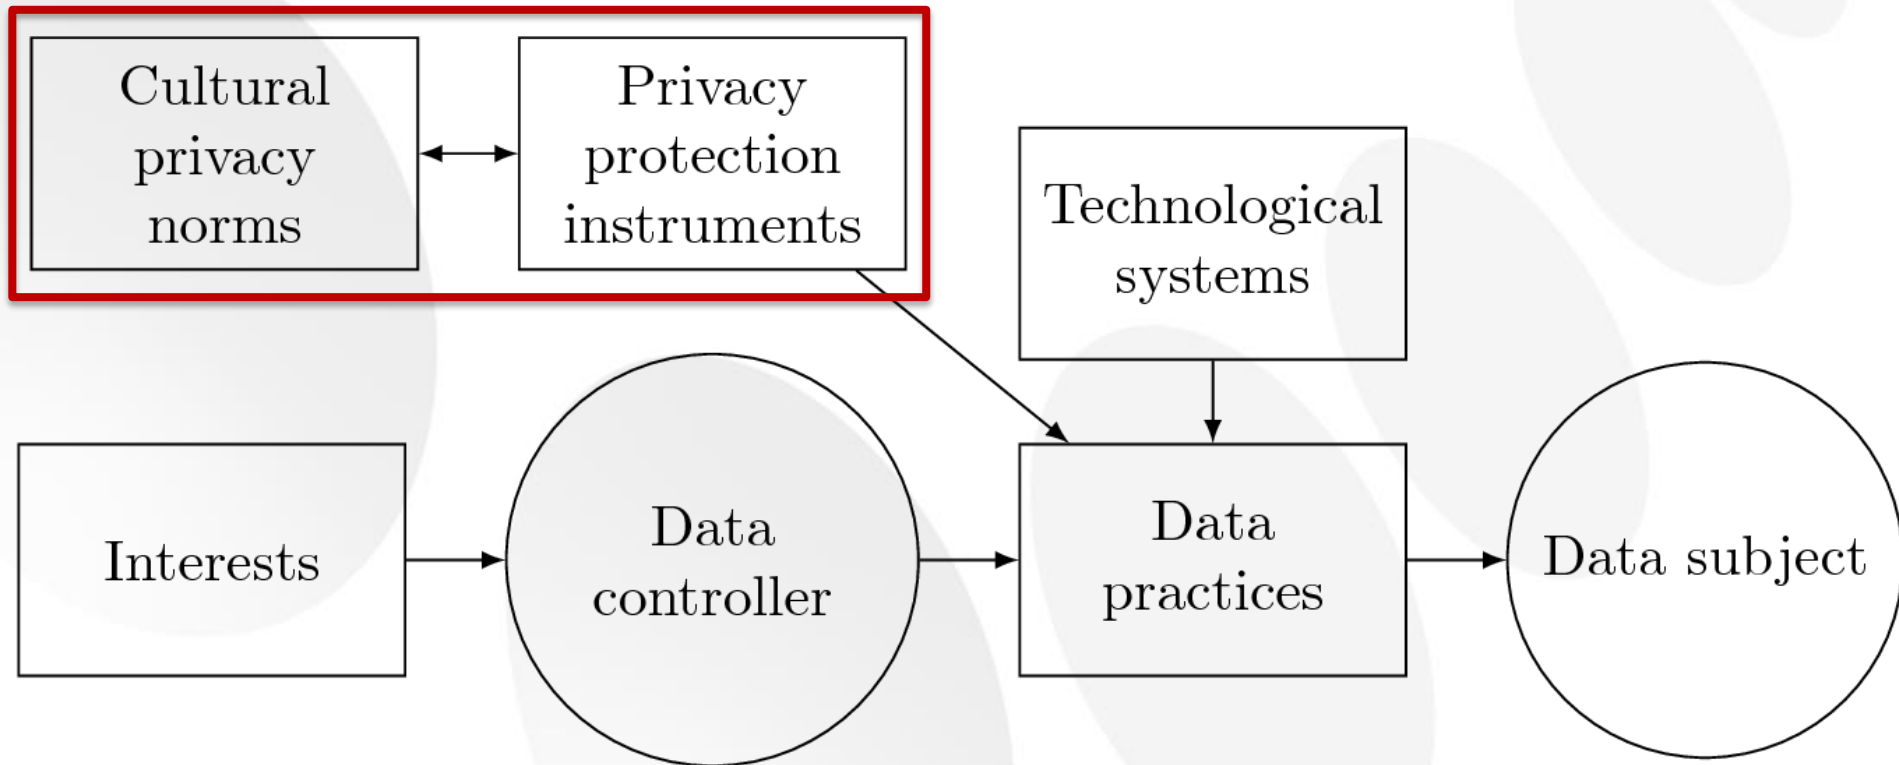 Cultural
privacy
norms
Privacy
protection
instruments
Technological
systems
Interests
Data
controller
Data
practices
Data subject